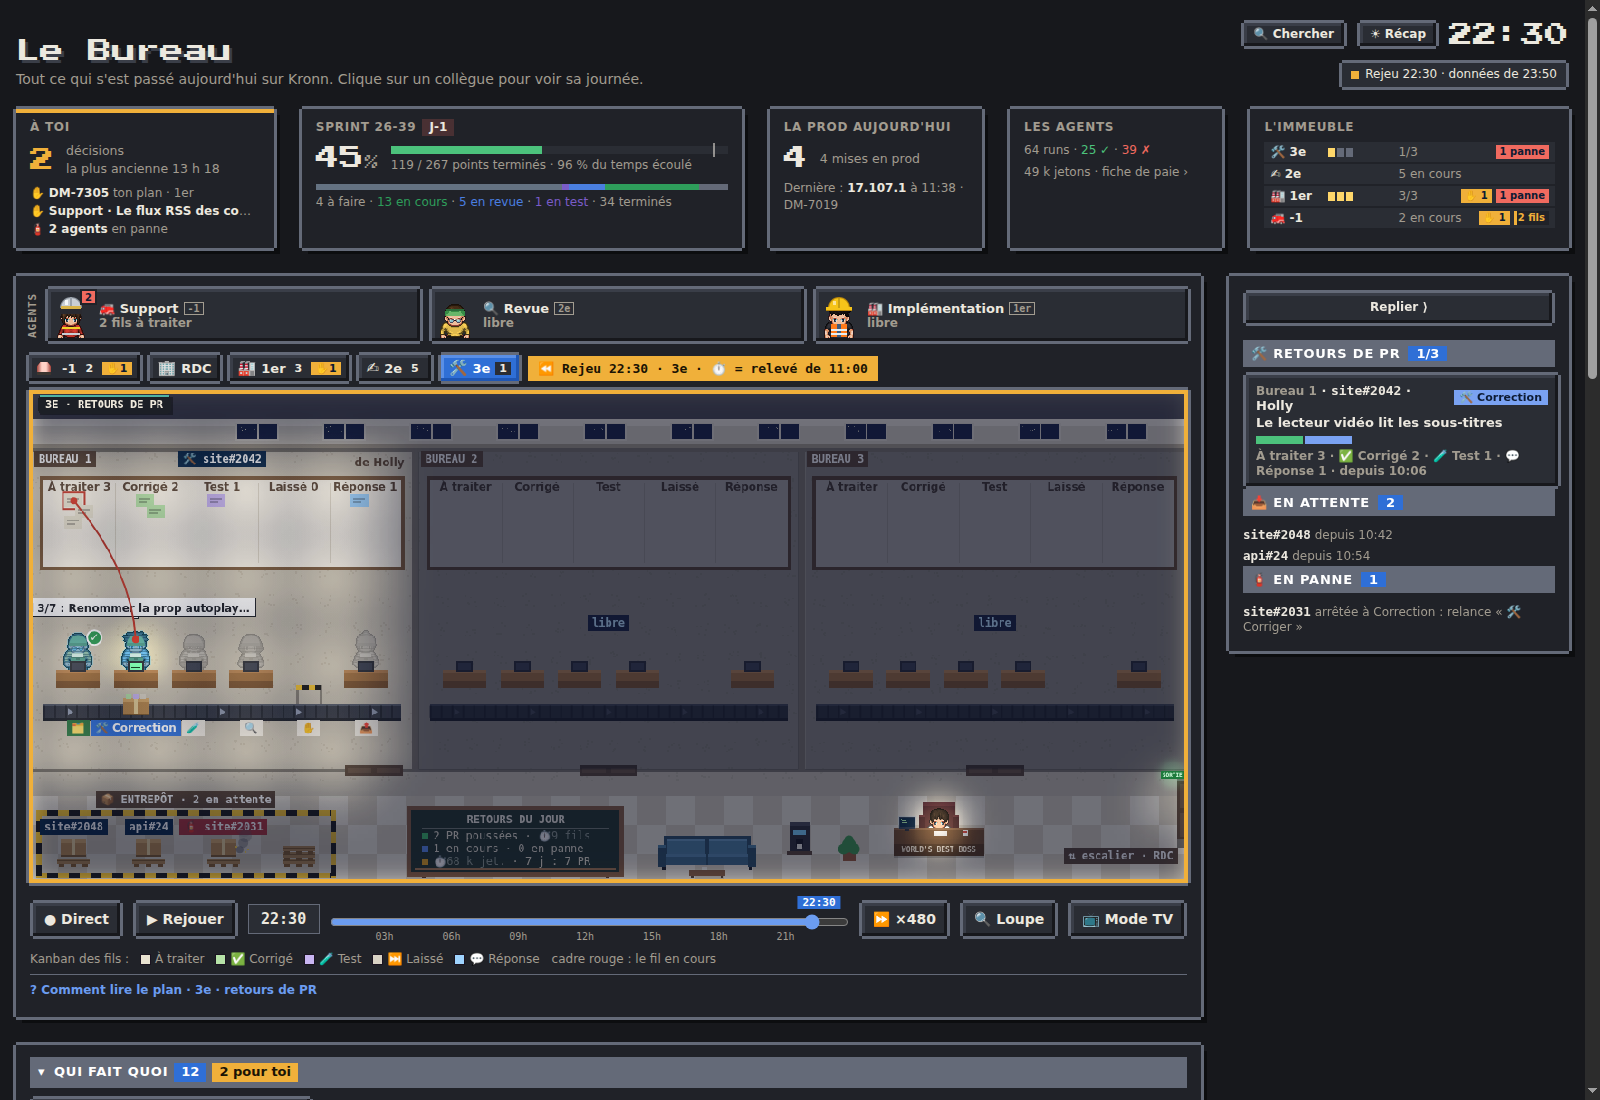 Le Bureau
Tout ce qui s'est passé aujourd'hui sur Kronn. Clique sur un collègue pour voir sa journée.
🔍 Chercher
☀ Récap
22:30
Rejeu 22:30 · données de 23:50
À TOI
2
décisions
la plus ancienne 13 h 18
✋ DM-7305 ton plan · 1er
✋ Support · Le flux RSS des co...
🧯 2 agents en panne
SPRINT 26-39 J-1
45%
119 / 267 points terminés · 96 % du temps écoulé
4 à faire · 13 en cours · 5 en revue · 1 en test · 34 terminés
LA PROD AUJOURD'HUI
4 4 mises en prod
Dernière : 17.107.1 à 11:38 ·
DM-7019
LES AGENTS
64 runs · 25 ✓ · 39 ✗
49 k jetons · fiche de paie ›
L'IMMEUBLE
🛠 3e 1/3 1 panne
✍ 2e 5 en cours
🏭 1er 3/3 ✋ 1 1 panne
🚒 -1 2 en cours ✋ 1 2 fils
AGENTS
2
🚒 Support -1
2 fils à traiter
🔍 Revue 2e
libre
🏭 Implémentation 1er
libre
-1 2 ✋ 1
🏢 RDC
🏭 1er 3 ✋ 1
✍ 2e 5
🛠 3e 1
⏪ Rejeu 22:30 · 3e · ⏱ = relevé de 11:00
3E · RETOURS DE PR
BUREAU 1
🛠 site#2042
de Holly
À traiter 3 Corrigé 2 Test 1 Laissé 0 Réponse 1
BUREAU 2
À traiter Corrigé Test Laissé Réponse
BUREAU 3
À traiter Corrigé Test Laissé Réponse
3/7 : Renommer la prop autoplay...
libre
libre
🛠 Correction
SORTIE
📦 ENTREPÔT · 2 en attente
site#2048
api#24
🧯 site#2031
RETOURS DU JOUR
2 PR poussées · ⏱9 fils
1 en cours · 0 en panne
⏱68 k jet. · 7 j : 7 PR
WORLD'S BEST BOSS
⇅ escalier · RDC
● Direct
▶ Rejouer
22:30
22:30
03h 06h 09h 12h 15h 18h 21h
⏩ ×480
🔍 Loupe
📺 Mode TV
Kanban des fils : À traiter ✅ Corrigé 🧪 Test ⏭ Laissé 💬 Réponse cadre rouge : le fil en cours
? Comment lire le plan · 3e · retours de PR
▾ QUI FAIT QUOI 12 2 pour toi
Replier ⟩
🛠 RETOURS DE PR 1/3
Bureau 1 · site#2042 ·
Holly
🛠 Correction
Le lecteur vidéo lit les sous-titres
À traiter 3 · ✅ Corrigé 2 · 🧪 Test 1 · 💬
Réponse 1 · depuis 10:06
📥 EN ATTENTE 2
site#2048 depuis 10:42
api#24 depuis 10:54
🧯 EN PANNE 1
site#2031 arrêtée à Correction : relance « 🛠
Corriger »